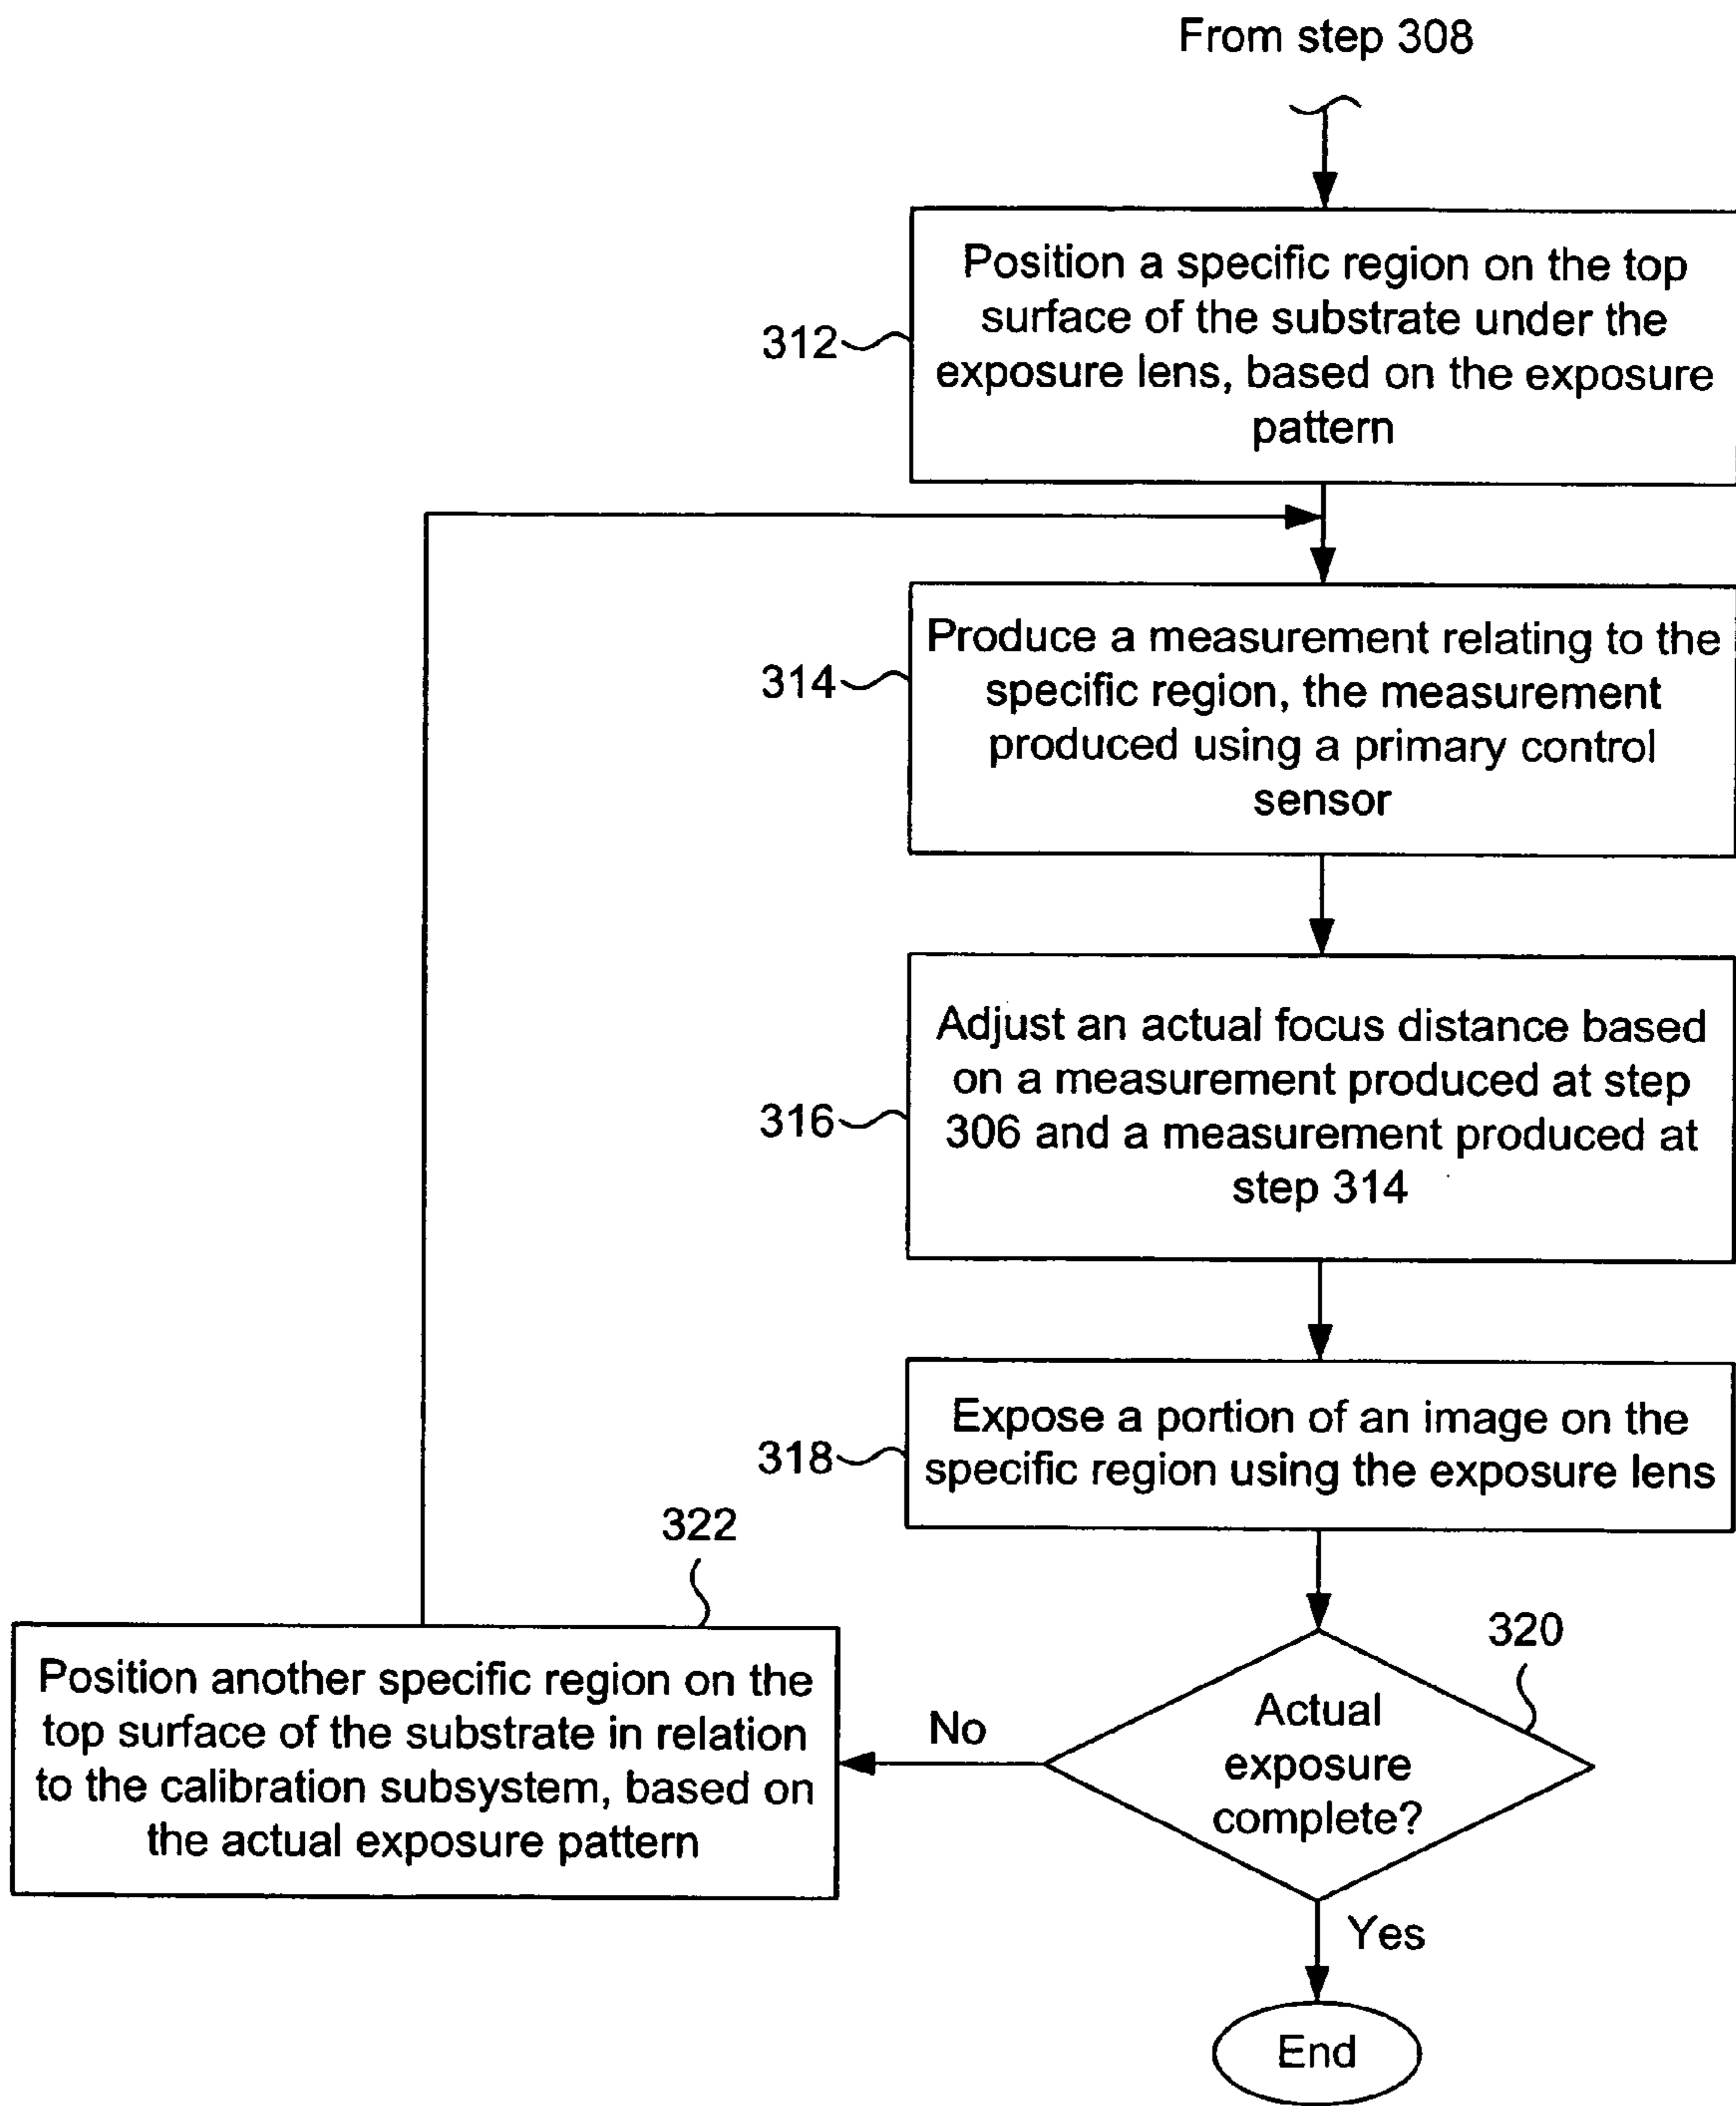 From step 308
312
Position a specific region on the top
surface of the substrate under the
exposure lens, based on the exposure
pattern
314
Produce a measurement relating to the
specific region, the measurement
produced using a primary control
sensor
316
Adjust an actual focus distance based
on a measurement produced at step
306 and a measurement produced at
step 314
318
Expose a portion of an image on the
specific region using the exposure lens
320
Actual
exposure
complete?
No
322
Position another specific region on the
top surface of the substrate in relation
to the calibration subsystem, based on
the actual exposure pattern
Yes
End